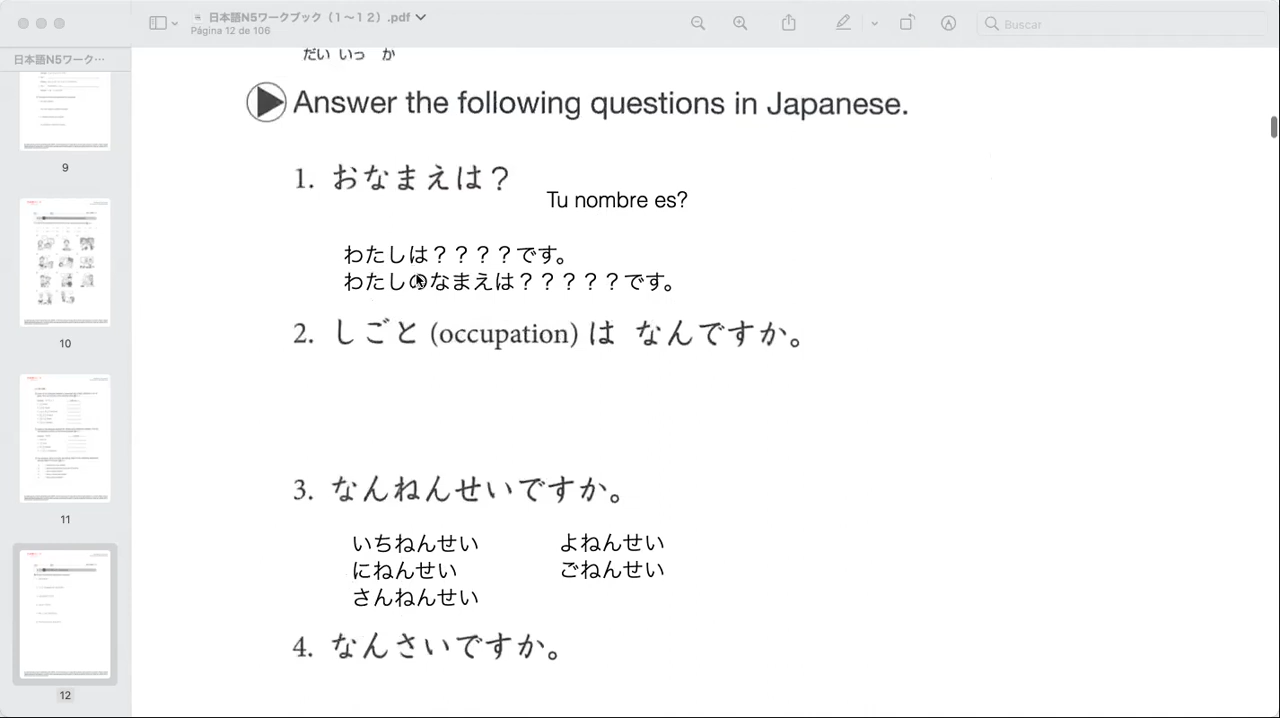 日本語N5ワークブック（１〜１２）.pdf
Página 12 de 106
Buscar
日本語N5ワーク…
9
10
11
12
だい いっ か
Answer the following questions in Japanese.
1. おなまえは？
Tu nombre es?
わたしは？？？？です。
わたしのなまえは？？？？？です。
2. しごと (occupation) は なんですか。
3. なんねんせいですか。
いちねんせい よねんせい
にねんせい ごねんせい
さんねんせい
4. なんさいですか。